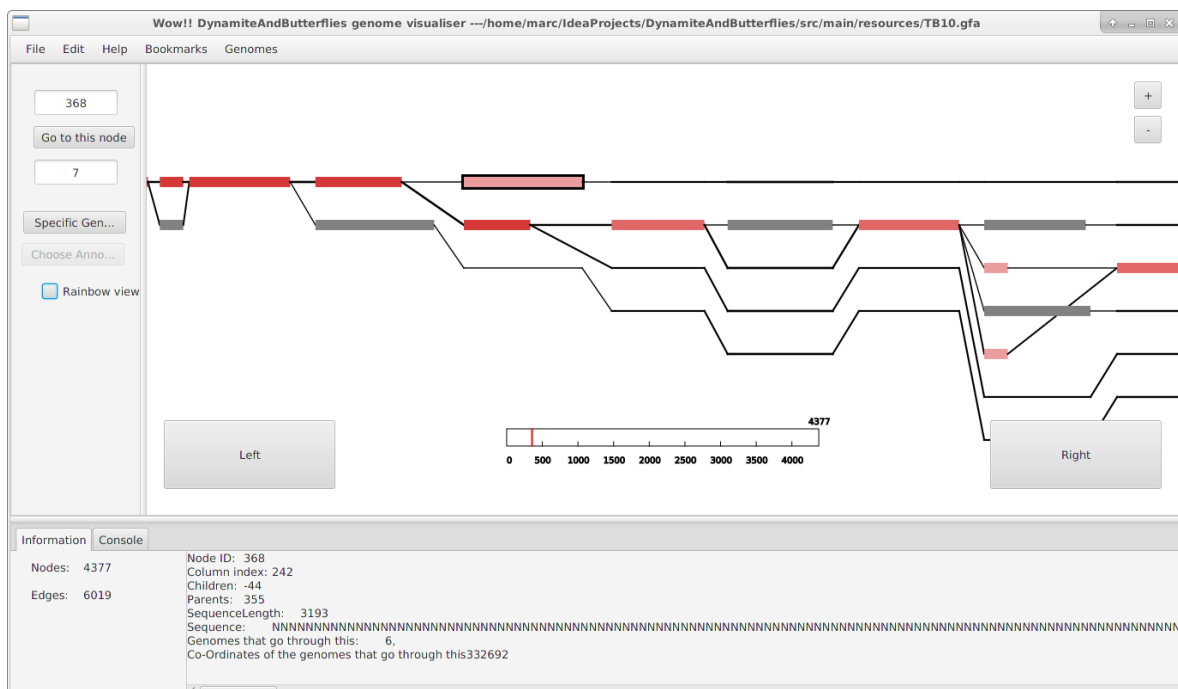 Wow!! DynamiteAndButterflies genome visualiser ---/home/marc/IdeaProjects/DynamiteAndButterflies/src/main/resources/TB10.gfa
File Edit Help Bookmarks Genomes
368
Go to this node
7
Specific Gen...
Choose Anno...
Rainbow view
+
-
4377
0 500 1000 1500 2000 2500 3000 3500 4000
Left
Right
Information Console
Nodes: 4377
Edges: 6019
Node ID: 368
Column index: 242
Children: -44
Parents: 355
SequenceLength: 3193
Sequence: NNNNNNNNNNNNNNNNNNNNNNNNNNNNNNNNNNNNNNNNNNNNNNNNNNNNNNNNNNNNNNNNNNNNNNNNNNNNNNNNNNNNNNNNNNNNNNNNNNNNNNNNNNNNNNNNNNNN
Genomes that go through this: 6,
Co-Ordinates of the genomes that go through this332692